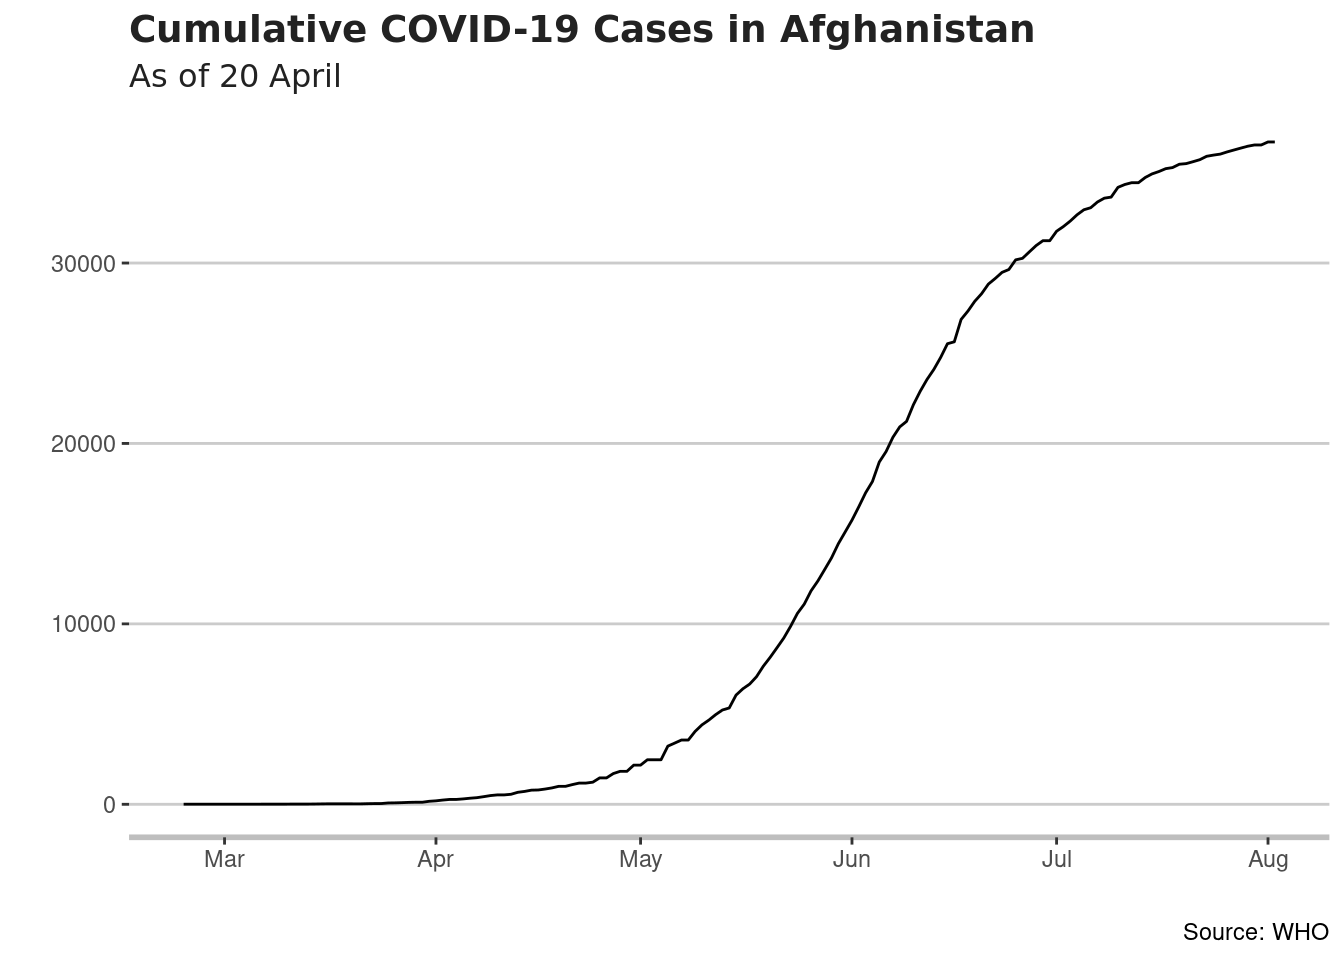 Cumulative COVID-19 Cases in Afghanistan
As of 20 April
30000
20000
10000
0
Mar Apr May Jun Jul Aug
Source: WHO